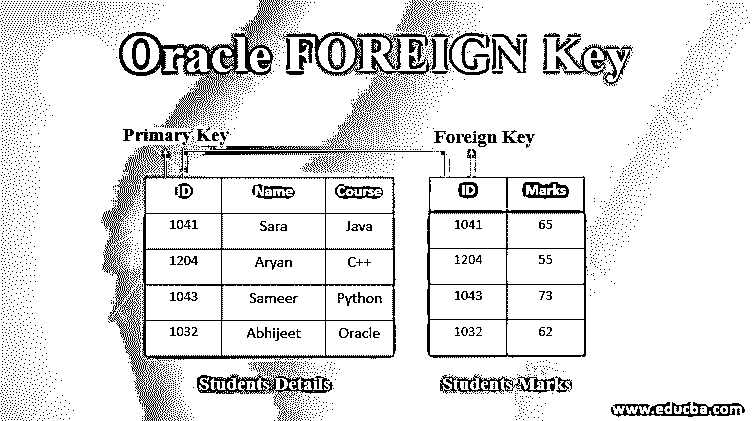 Oracle FOREIGN Key
Primary Key
Foreign Key
ID Name Course
1041 Sara Java
1204 Aryan C++
1043 Sameer Python
1032 Abhijeet Oracle
Students Details
ID Marks
1041 65
1204 55
1043 73
1032 62
Students Marks
www.educba.com